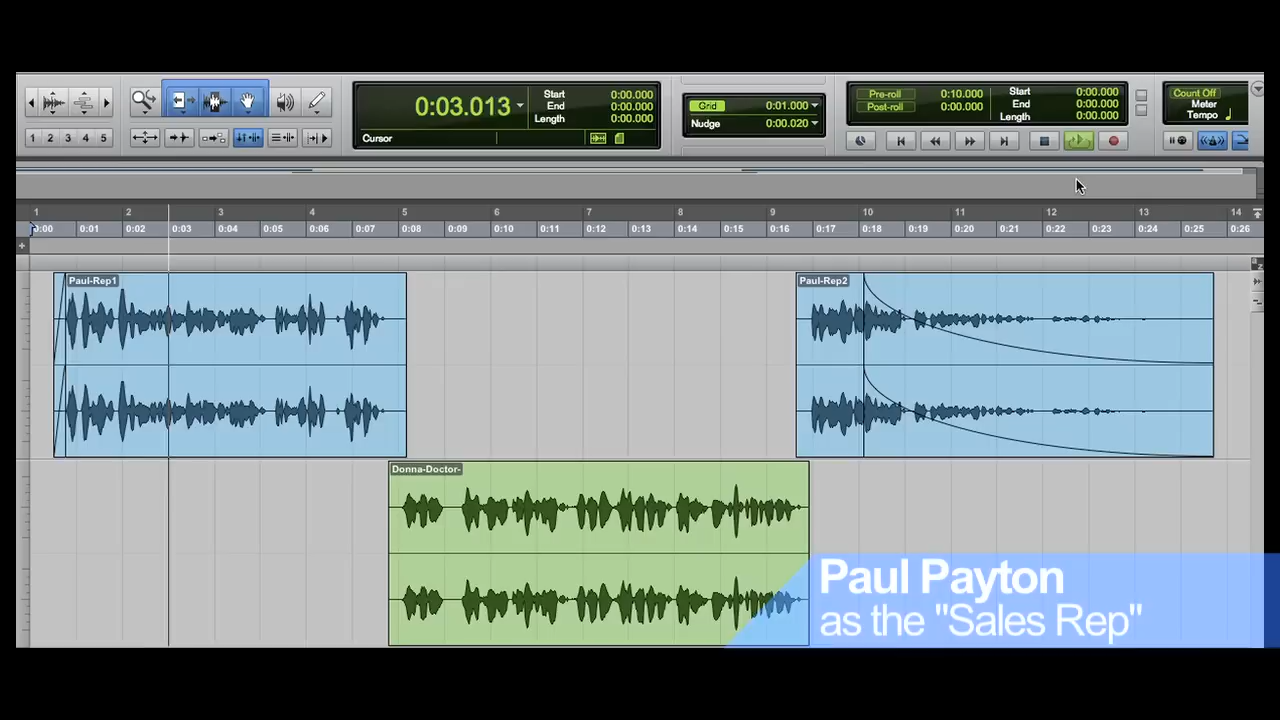 0:03.013
Start 0:00.000
End 0:00.000
Length 0:00.000
Cursor
Grid 0:01.000
Nudge 0:00.020
Pre-roll 0:10.000
Post-roll 0:00.000
Start 0:00.000
End 0:00.000
Length 0:00.000
Count Off
Meter
Tempo
1 2 3 4 5
1 2 3 4 5 6 7 8 9 10 11 12 13 14
0:00 0:01 0:02 0:03 0:04 0:05 0:06 0:07 0:08 0:09 0:10 0:11 0:12 0:13 0:14 0:15 0:16 0:17 0:18 0:19 0:20 0:21 0:22 0:23 0:24 0:25 0:26
Paul-Rep1
Paul-Rep2
Donna-Doctor-
Paul Payton
as the "Sales Rep"